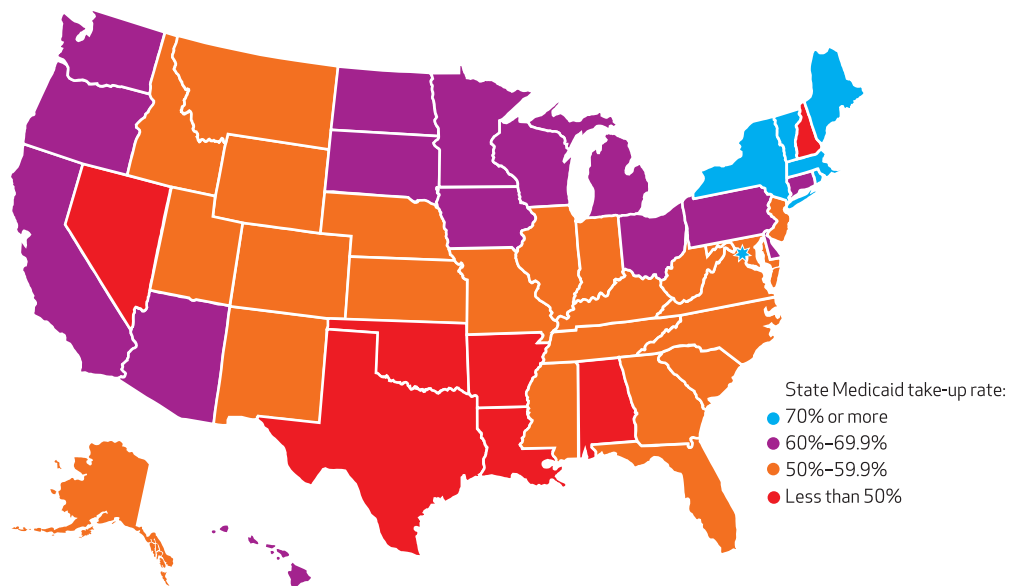 State Medicaid take-up rate:
70% or more
60%–69.9%
50%–59.9%
Less than 50%